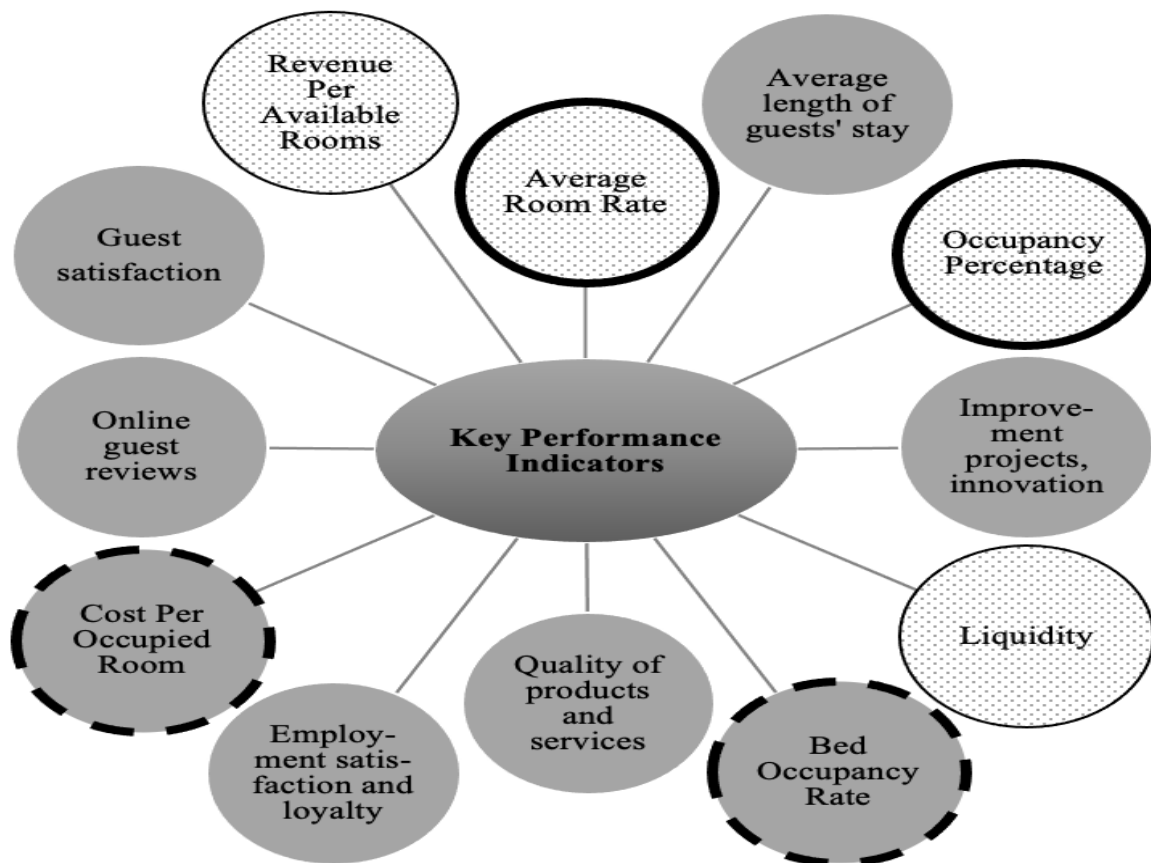 Revenue
Per
Available
Rooms
Average
Room Rate
Average
length of
guests' stay
Occupancy
Percentage
Guest
satisfaction
Online
guest
reviews
Key Performance
Indicators
Improve-
ment
projects,
innovation
Cost Per
Occupied
Room
Employ-
ment satis-
faction and
loyalty
Quality of
products
and
services
Bed
Occupancy
Rate
Liquidity